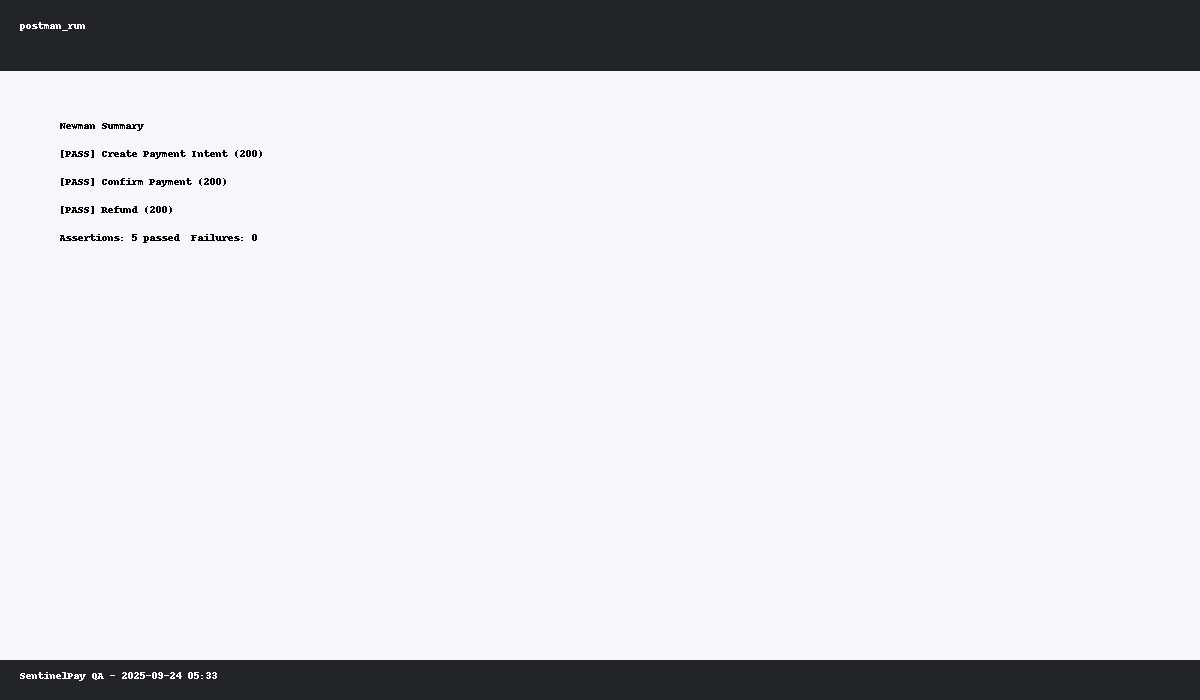 postman_run
Newman Summary
[PASS] Create Payment Intent (200)
[PASS] Confirm Payment (200)
[PASS] Refund (200)
Assertions: 5 passed  Failures: 0
SentinelPay QA - 2025-09-24 05:33